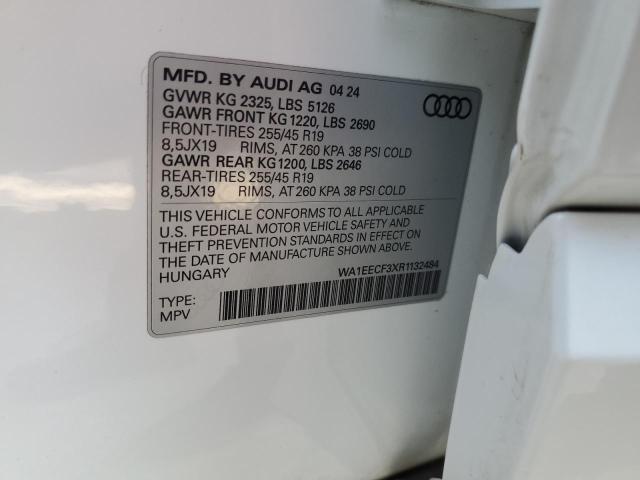 MFD. BY AUDI AG 04 24
GVWR KG 2325, LBS 5126
GAWR FRONT KG 1220, LBS 2690
FRONT-TIRES 255/45 R19
8,5JX19 RIMS, AT 260 KPA 38 PSI COLD
GAWR REAR KG 1200, LBS 2646
REAR-TIRES 255/45 R19
8,5JX19 RIMS, AT 260 KPA 38 PSI COLD
THIS VEHICLE CONFORMS TO ALL APPLICABLE
U.S. FEDERAL MOTOR VEHICLE SAFETY AND
THEFT PREVENTION STANDARDS IN EFFECT ON
THE DATE OF MANUFACTURE SHOWN ABOVE.
HUNGARY WA1EECF3XR1132484
TYPE:
MPV